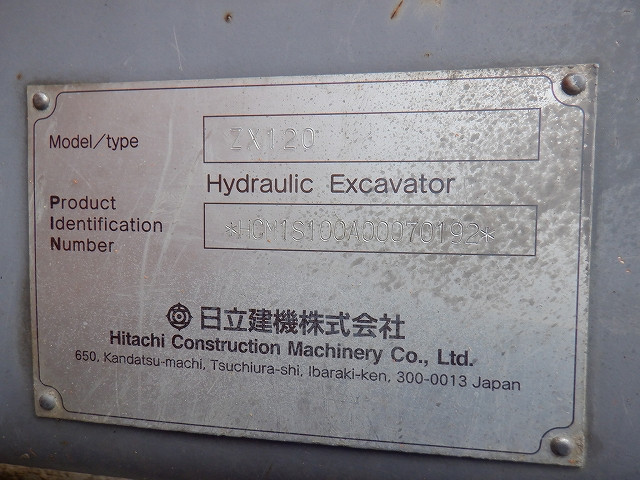 Model/type ZX120
Hydraulic Excavator
Product
Identification
Number *HCM1S100A00070192*
日立建機株式会社
Hitachi Construction Machinery Co., Ltd.
650, Kandatsu-machi, Tsuchiura-shi, Ibaraki-ken, 300-0013 Japan